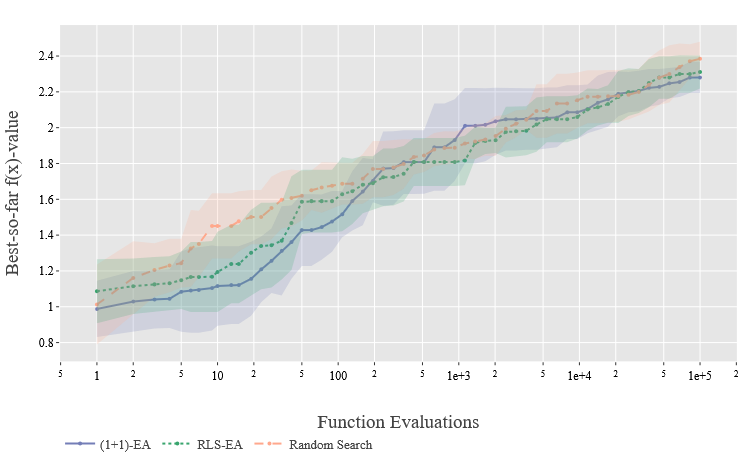 Best-so-far f(x)-value
2.4
2.2
2
1.8
1.6
1.4
1.2
1
0.8
5 1 2 5 10 2 5 100 2 5 1e+3 2 5 1e+4 2 5 1e+5 2
Function Evaluations
(1+1)-EA RLS-EA Random Search